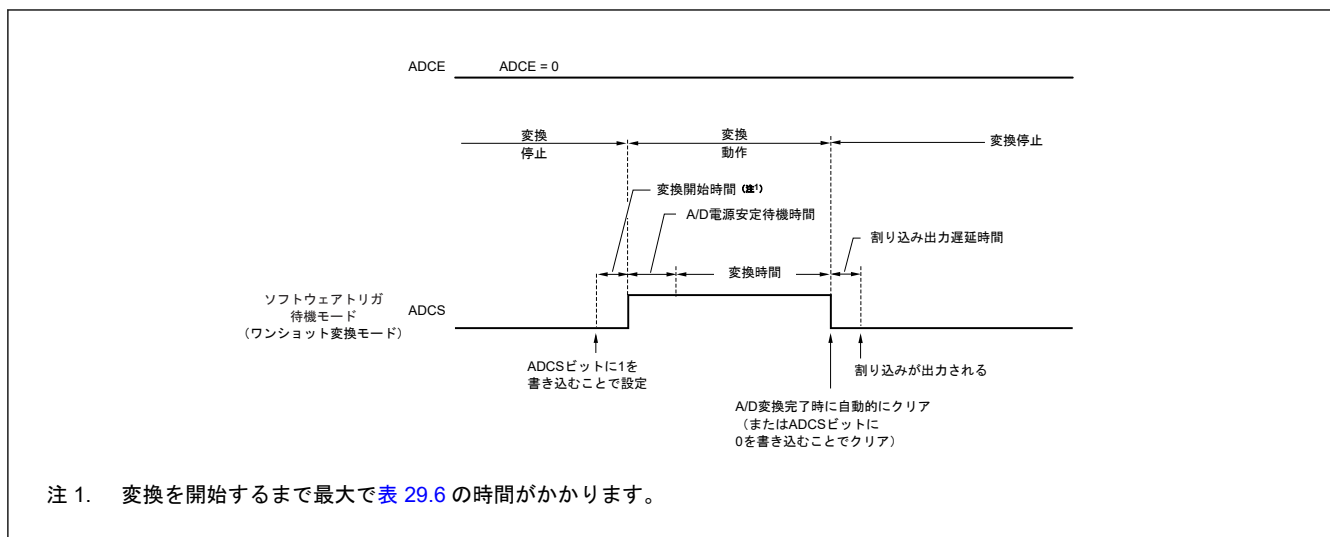 ADCE
ADCE = 0
変換
停止
変換
動作
変換停止
変換開始時間（注1）
A/D電源安定待機時間
割り込み出力遅延時間
変換時間
ソフトウェアトリガ
待機モード
（ワンショット変換モード）
ADCS
ADCSビットに1を
書き込むことで設定
割り込みが出力される
A/D変換完了時に自動的にクリア
（またはADCSビットに
0を書き込むことでクリア）
注 1. 変換を開始するまで最大で表 29.6 の時間がかかります。